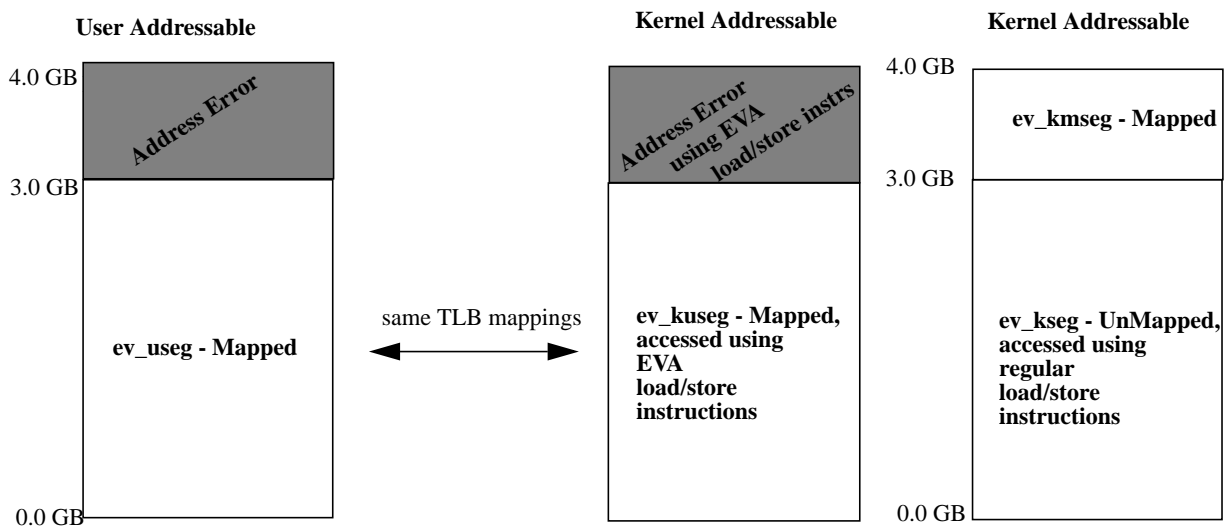 User Addressable
4.0 GB
Address Error
3.0 GB
ev_useg - Mapped
0.0 GB
same TLB mappings
Kernel Addressable
Address Error
using EVA
load/store instrs
ev_kuseg - Mapped,
accessed using
EVA
load/store
instructions
Kernel Addressable
4.0 GB
ev_kmseg - Mapped
3.0 GB
ev_kseg - UnMapped,
accessed using
regular
load/store
instructions
0.0 GB